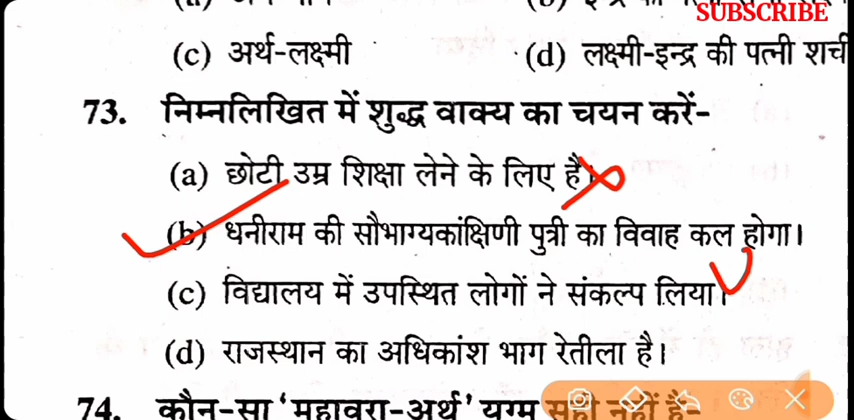 SUBSCRIBE
(c) अर्थ-लक्ष्मी (d) लक्ष्मी-इन्द्र की पत्नी शची
73. निम्नलिखित में शुद्ध वाक्य का चयन करें-
(a) छोटी उम्र शिक्षा लेने के लिए है।
(b) धनीराम की सौभाग्यकांक्षिणी पुत्री का विवाह कल होगा।
(c) विद्यालय में उपस्थित लोगों ने संकल्प लिया।
(d) राजस्थान का अधिकांश भाग रेतीला है।
74. कौन-सा 'मुहावरा-अर्थ' युग्म सही नहीं है-